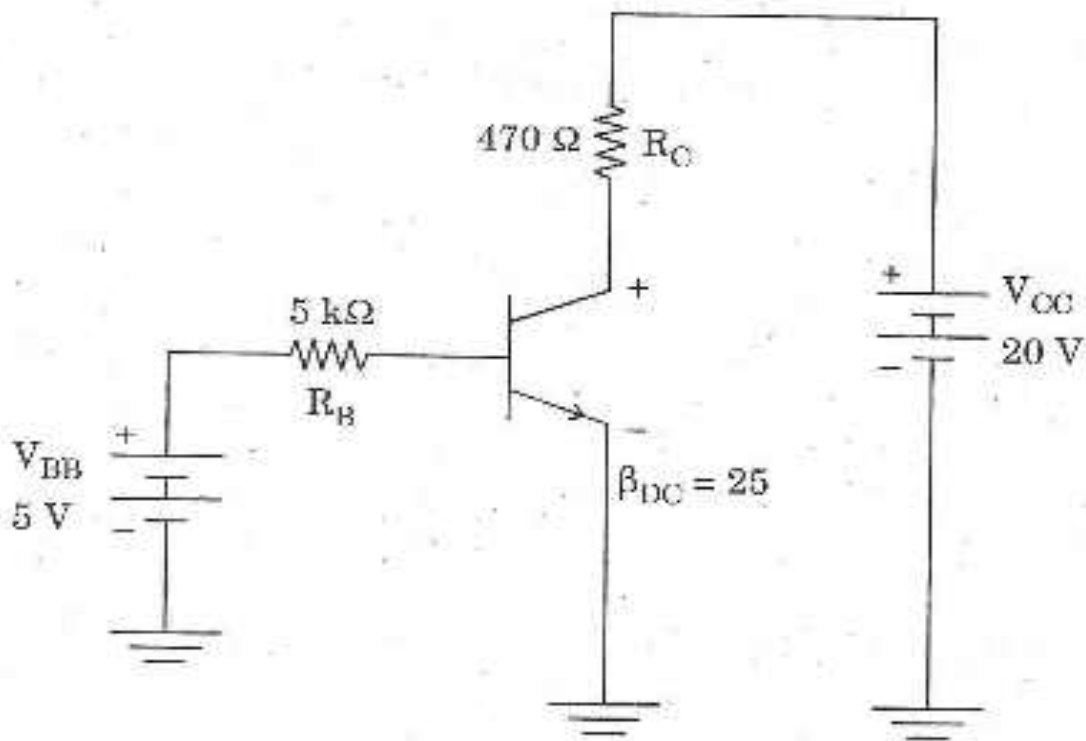 470 Ω R_C
+
5 kΩ
R_B
+
V_BB
5 V
−
−
β_DC = 25
+
V_CC
20 V
−